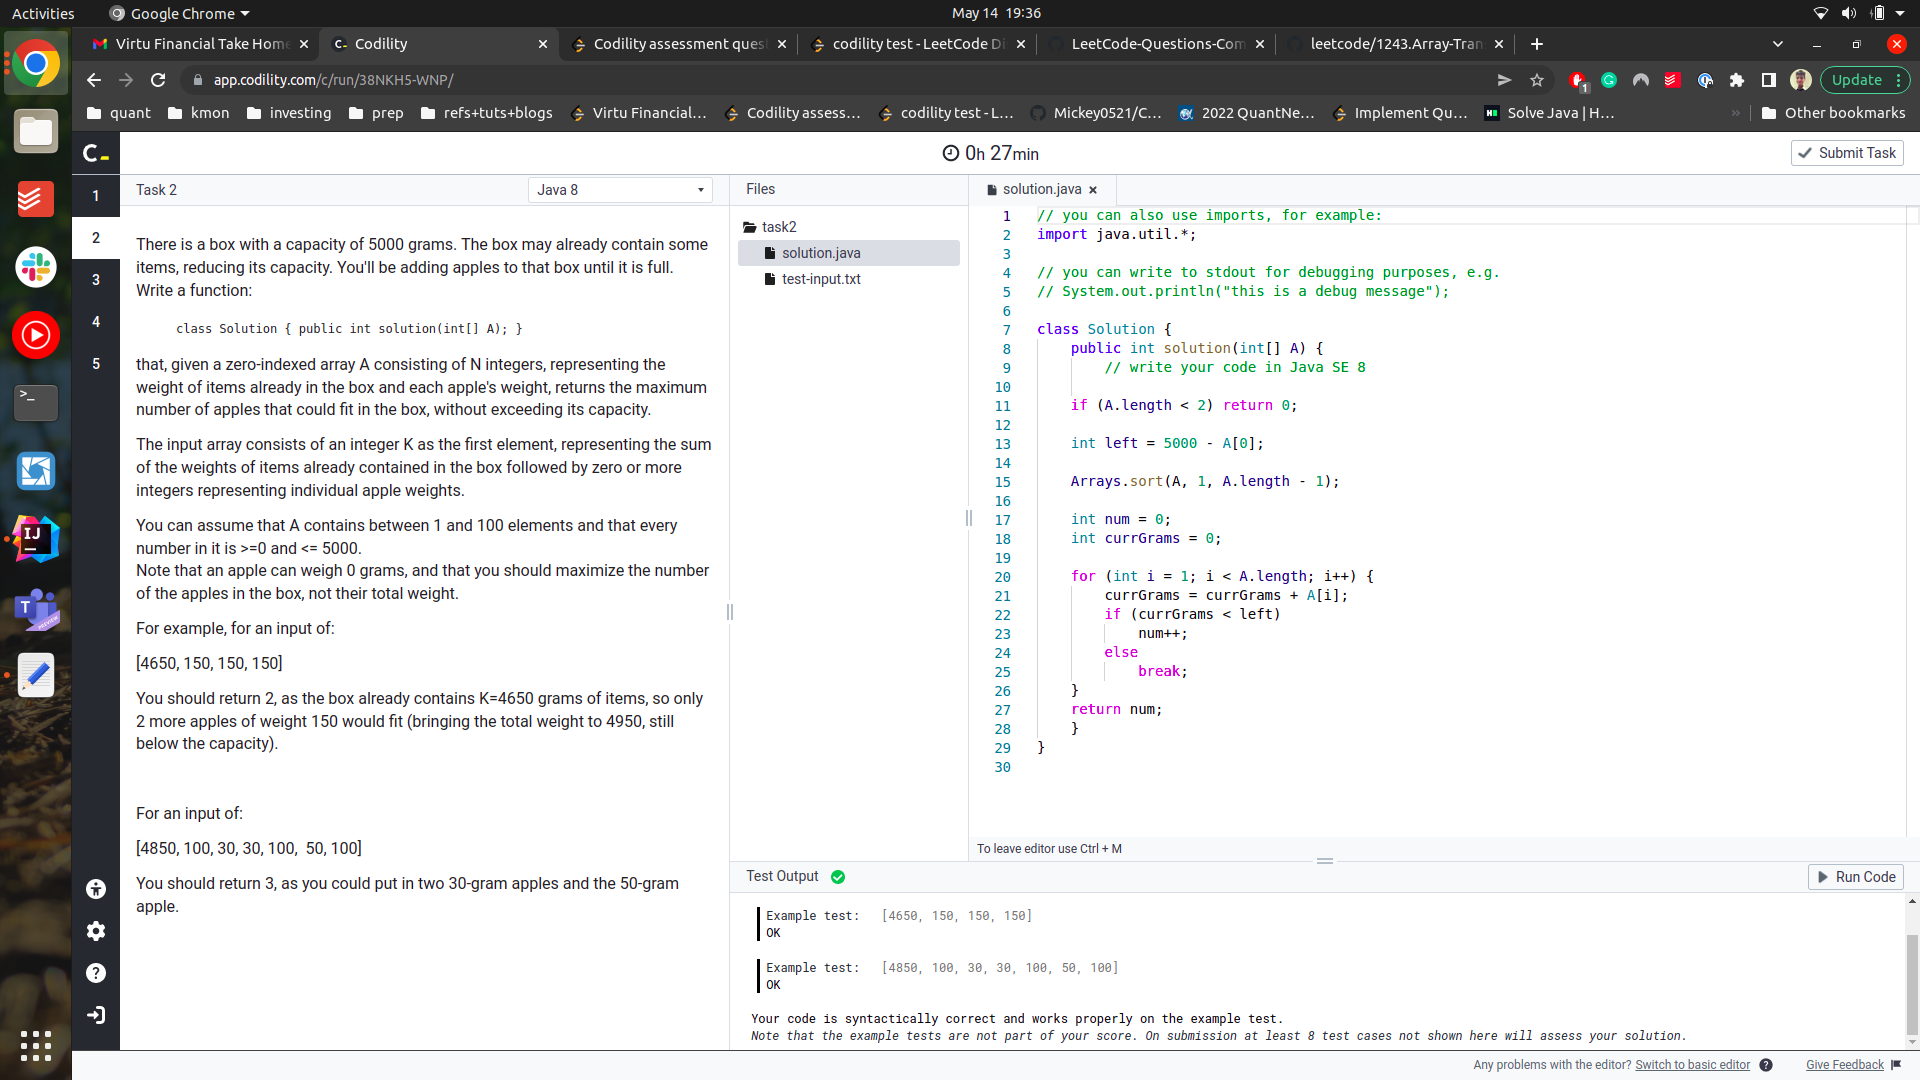 Activities
Google Chrome
May 14 19:36
Virtu Financial Take Home
Codility
Codility assessment ques
codility test - LeetCode Di
LeetCode-Questions-Com
leetcode/1243.Array-Tran
app.codility.com/c/run/38NKH5-WNP/
1
Update
quant
kmon
investing
prep
refs+tuts+blogs
Virtu Financial...
Codility assess...
codility test - L...
Mickey0521/C...
2022 QuantNe...
Implement Qu...
Solve Java | H...
»
Other bookmarks
C_
0h 27min
Submit Task
1
2
3
4
5
Task 2
Java 8
There is a box with a capacity of 5000 grams. The box may already contain some
items, reducing its capacity. You'll be adding apples to that box until it is full.
Write a function:
class Solution { public int solution(int[] A); }
that, given a zero-indexed array A consisting of N integers, representing the
weight of items already in the box and each apple's weight, returns the maximum
number of apples that could fit in the box, without exceeding its capacity.
The input array consists of an integer K as the first element, representing the sum
of the weights of items already contained in the box followed by zero or more
integers representing individual apple weights.
You can assume that A contains between 1 and 100 elements and that every
number in it is >=0 and <= 5000.
Note that an apple can weigh 0 grams, and that you should maximize the number
of the apples in the box, not their total weight.
For example, for an input of:
[4650, 150, 150, 150]
You should return 2, as the box already contains K=4650 grams of items, so only
2 more apples of weight 150 would fit (bringing the total weight to 4950, still
below the capacity).
For an input of:
[4850, 100, 30, 30, 100,  50, 100]
You should return 3, as you could put in two 30-gram apples and the 50-gram
apple.
Files
task2
solution.java
test-input.txt
solution.java
1 // you can also use imports, for example:
2 import java.util.*;
3
4 // you can write to stdout for debugging purposes, e.g.
5 // System.out.println("this is a debug message");
6
7 class Solution {
8 public int solution(int[] A) {
9 // write your code in Java SE 8
10
11 if (A.length < 2) return 0;
12
13 int left = 5000 - A[0];
14
15 Arrays.sort(A, 1, A.length - 1);
16
17 int num = 0;
18 int currGrams = 0;
19
20 for (int i = 1; i < A.length; i++) {
21 currGrams = currGrams + A[i];
22 if (currGrams < left)
23 num++;
24 else
25 break;
26 }
27 return num;
28 }
29 }
30
To leave editor use Ctrl + M
Test Output
Run Code
Example test: [4650, 150, 150, 150]
OK
Example test: [4850, 100, 30, 30, 100, 50, 100]
OK
Your code is syntactically correct and works properly on the example test.
Note that the example tests are not part of your score. On submission at least 8 test cases not shown here will assess your solution.
Any problems with the editor? Switch to basic editor
Give Feedback